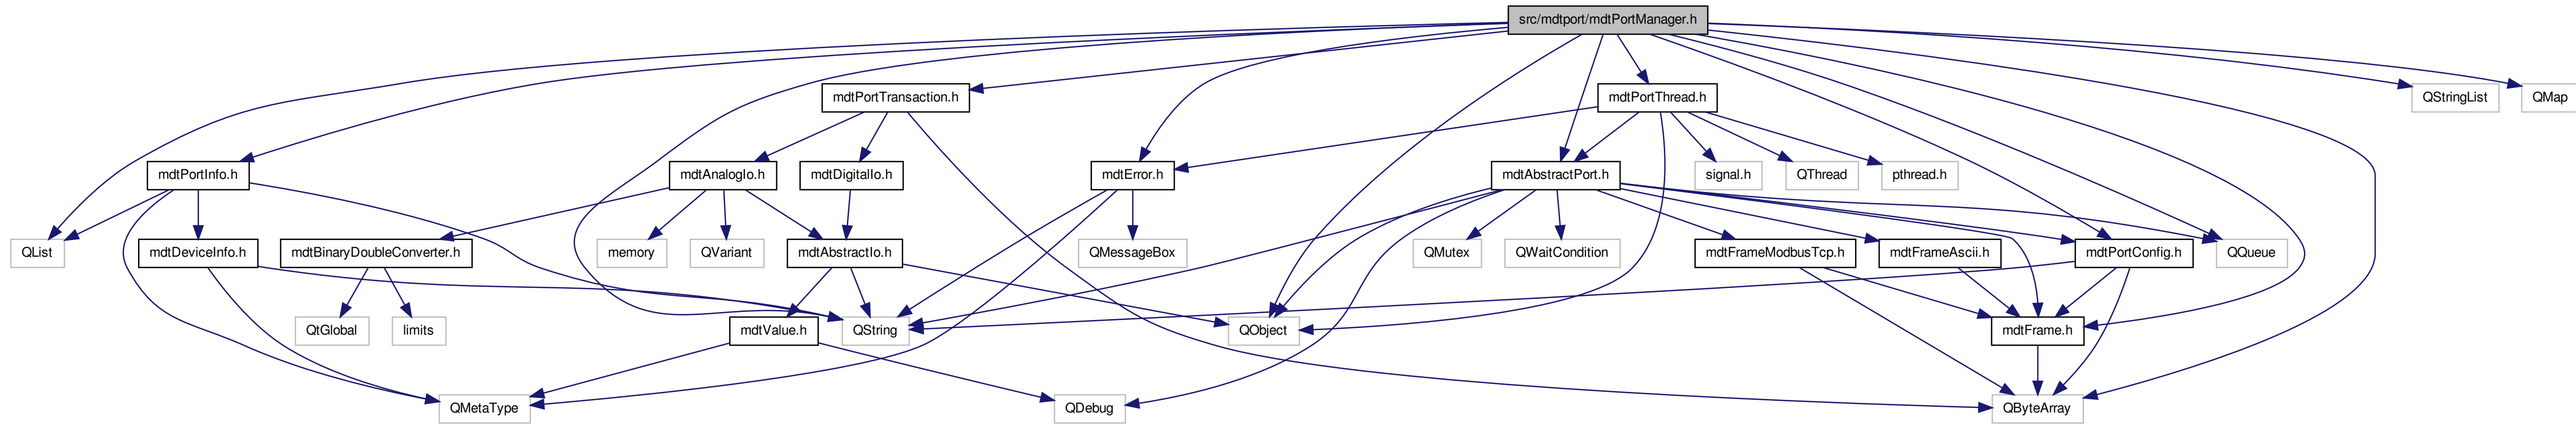 src/mdtport/mdtPortManager.h
mdtPortTransaction.h
mdtPortThread.h
QStringList
QMap
mdtPortInfo.h
mdtAnalogIo.h
mdtDigitalIo.h
mdtError.h
mdtAbstractPort.h
signal.h
QThread
pthread.h
QList
mdtDeviceInfo.h
mdtBinaryDoubleConverter.h
memory
QVariant
mdtAbstractIo.h
QMessageBox
QMutex
QWaitCondition
mdtFrameModbusTcp.h
mdtFrameAscii.h
mdtPortConfig.h
QQueue
QtGlobal
limits
mdtValue.h
QString
QObject
mdtFrame.h
QMetaType
QDebug
QByteArray